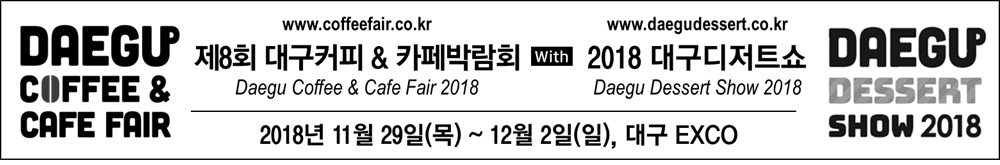 DAEGU
COFFEE &
CAFE FAIR
www.coffeefair.co.kr
제8회 대구커피 & 카페박람회
Daegu Coffee & Cafe Fair 2018
With
www.daegudessert.co.kr
2018 대구디저트쇼
Daegu Dessert Show 2018
2018년 11월 29일(목) ~ 12월 2일(일), 대구 EXCO
DAEGU
DESSERT
SHOW 2018